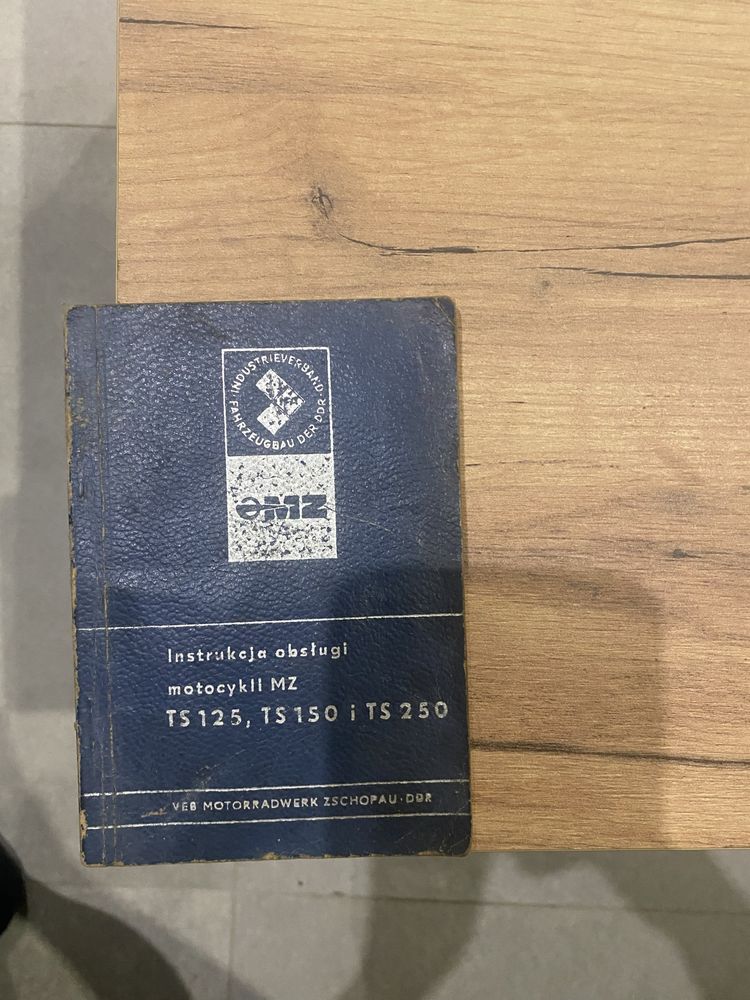 INDUSTRIEVERBAND
FAHRZEUGBAU DER DDR
MZ
Instrukcja obsługi
motocykli MZ
TS 125, TS 150 i TS 250
VEB MOTORRADWERK ZSCHOPAU · DDR